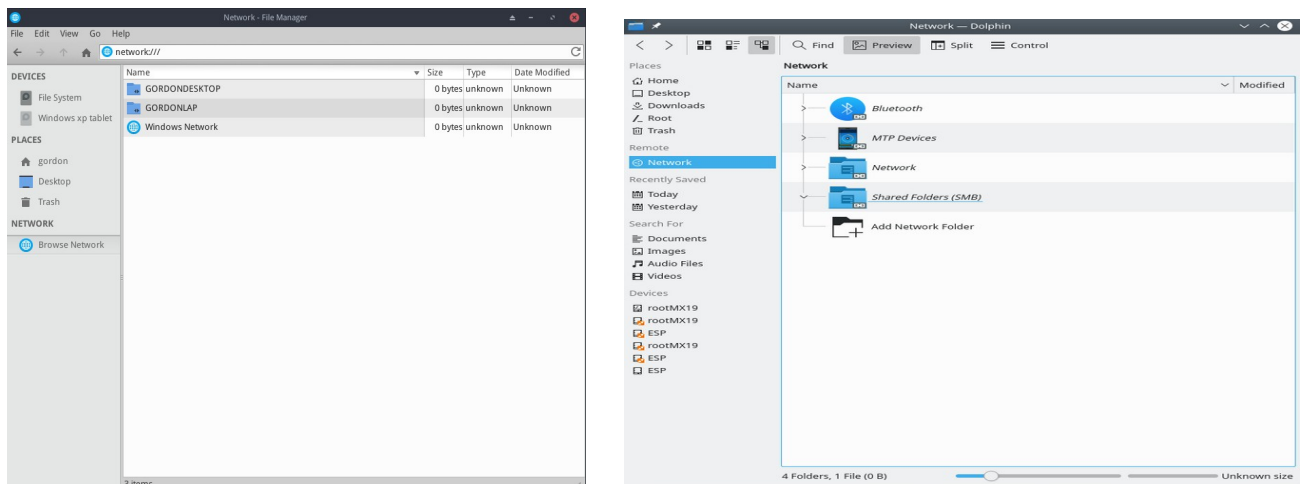 Network - File Manager
File Edit View Go Help
network:///
DEVICES
File System
Windows xp tablet
PLACES
gordon
Desktop
Trash
NETWORK
Browse Network
Name Size Type Date Modified
GORDONDESKTOP 0 bytes unknown Unknown
GORDONLAP 0 bytes unknown Unknown
Windows Network 0 bytes unknown Unknown
3 items
Network — Dolphin
Find Preview Split Control
Places
Home
Desktop
Downloads
Root
Trash
Remote
Network
Recently Saved
Today
Yesterday
Search For
Documents
Images
Audio Files
Videos
Devices
rootMX19
rootMX19
ESP
rootMX19
ESP
ESP
Network
Name Modified
Bluetooth
MTP Devices
Network
Shared Folders (SMB)
Add Network Folder
4 Folders, 1 File (0 B) Unknown size